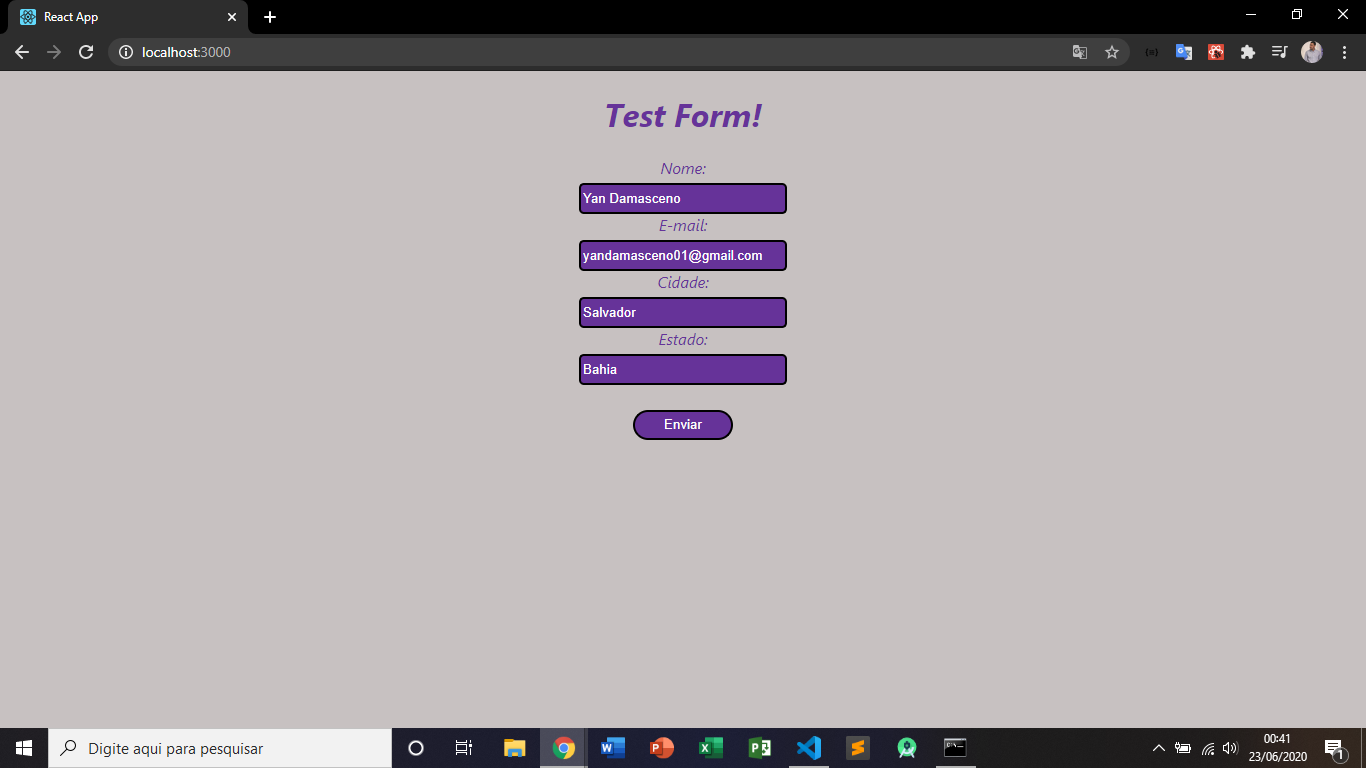 React App
localhost:3000
Test Form!
Nome:
Yan Damasceno
E-mail:
yandamasceno01@gmail.com
Cidade:
Salvador
Estado:
Bahia
Enviar
Digite aqui para pesquisar
00:41
23/06/2020
1